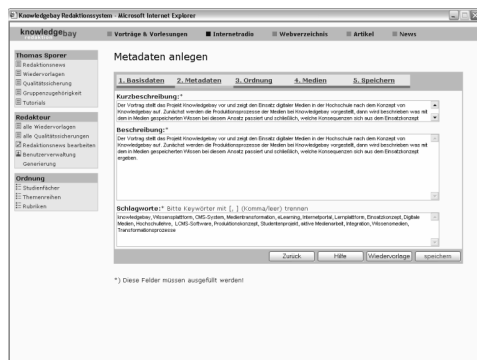 Knowledgebay Redaktionssystem - Microsoft Internet Explorer
knowledgebay
Vorträge & Vorlesungen
Internetradio
Webverzeichnis
Artikel
News
Thomas Sporer
Redaktionsnews
Wiedervorlagen
Qualitätssicherung
Gruppenzugehörigkeit
Tutorials
Redakteur
alle Wiedervorlagen
alle Qualitätssicherungen
Redaktionsnews bearbeiten
Benutzerverwaltung
Generierung
Ordnung
Studienfächer
Themenreihen
Rubriken
Metadaten anlegen
1. Basisdaten 2. Metadaten 3. Ordnung 4. Medien 5. Speichern
Kurzbeschreibung:*
Der Vortrag stellt das Projekt Knowledgebay vor und zeigt den Einsatz digitaler Medien in der Hochschule nach dem Konzept von
Knowledgebay auf. Zunächst werden die Produktionsprozesse der Medien bei Knowledgebay vorgestellt, dann wird beschrieben was mit
dem in Medien gespeicherten Wissen bei diesem Ansatz passiert und schließlich, welche Konsequenzen sich aus dem Einsatzkonzept
Beschreibung:*
Der Vortrag stellt das Projekt Knowledgebay vor und zeigt den Einsatz digitaler Medien in der Hochschule nach dem Konzept von
Knowledgebay auf. Zunächst werden die Produktionsprozesse der Medien bei Knowledgebay vorgestellt, dann wird beschrieben was mit
dem in Medien gespeicherten Wissen bei diesem Ansatz passiert und schließlich, welche Konsequenzen sich aus dem Einsatzkonzept
ergeben.
Schlagworte:* Bitte Keywörter mit [, ] (Komma/leer) trennen
knowledgebay, Wissensplattform, CMS-System, Medientransformation, eLearning, Internetportal, Lernplattform, Einsatzkonzept, Digitale
Medien, Hochschullehre, LCMS-Software, Produktionskonzept, Studentenprojekt, aktive Medienarbeit, Integration, Wissensmedien,
Transformationsprozesse
Zurück Hilfe Wiedervorlage speichern
*) Diese Felder müssen ausgefüllt werden!